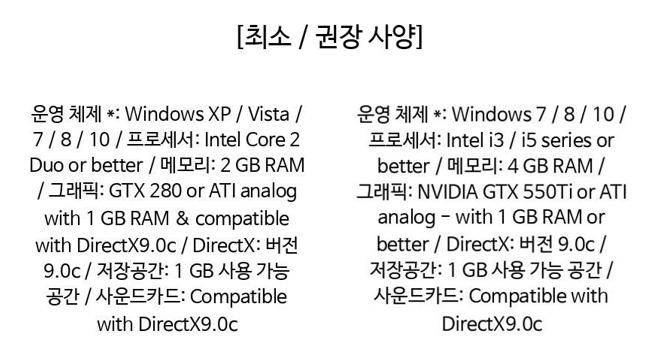 [최소 / 권장 사양]
운영 체제 *: Windows XP / Vista /
7 / 8 / 10 / 프로세서: Intel Core 2
Duo or better / 메모리: 2 GB RAM
/ 그래픽: GTX 280 or ATI analog
with 1 GB RAM & compatible
with DirectX9.0c / DirectX: 버전
9.0c / 저장공간: 1 GB 사용 가능
공간 / 사운드카드: Compatible
with DirectX9.0c
운영 체제 *: Windows 7 / 8 / 10 /
프로세서: Intel i3 / i5 series or
better / 메모리: 4 GB RAM /
그래픽: NVIDIA GTX 550Ti or ATI
analog - with 1 GB RAM or
better / DirectX: 버전 9.0c /
저장공간: 1 GB 사용 가능 공간 /
사운드카드: Compatible with
DirectX9.0c